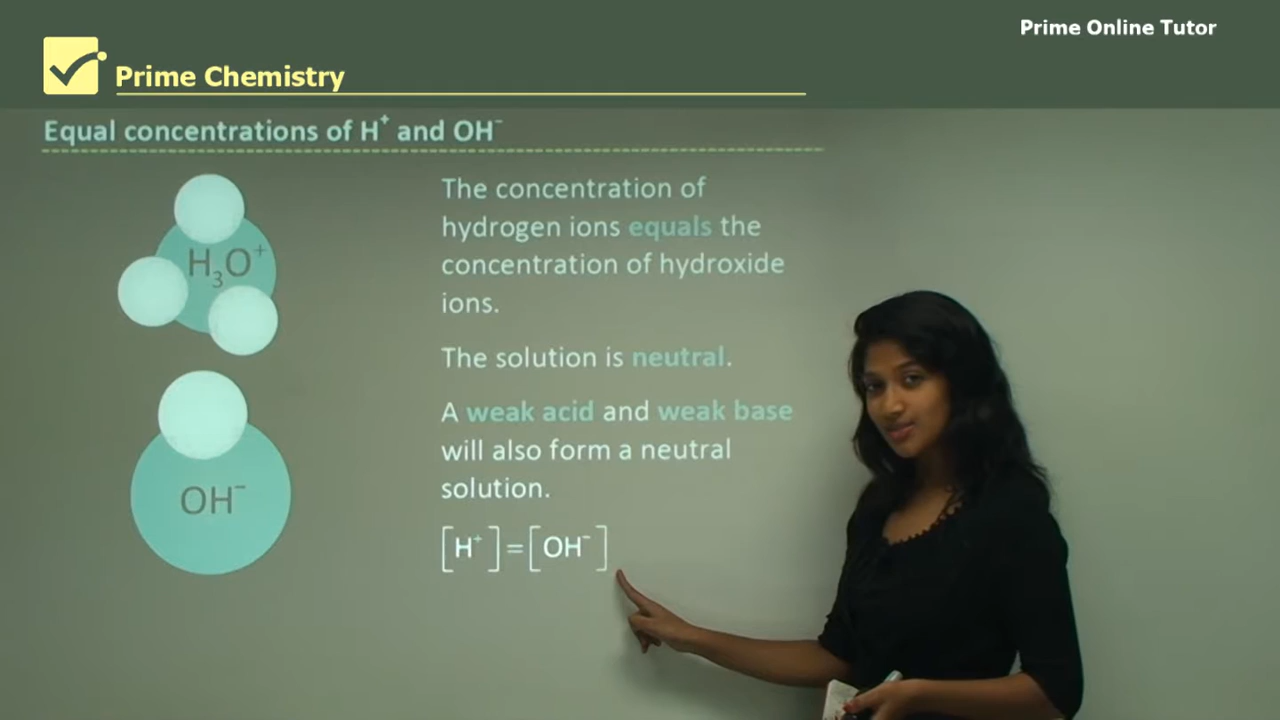 Prime Online Tutor
Prime Chemistry
Equal concentrations of H⁺ and OH⁻
H₃O⁺
OH⁻
The concentration of
hydrogen ions equals the
concentration of hydroxide
ions.
The solution is neutral.
A weak acid and weak base
will also form a neutral
solution.
[H⁺]=[OH⁻]